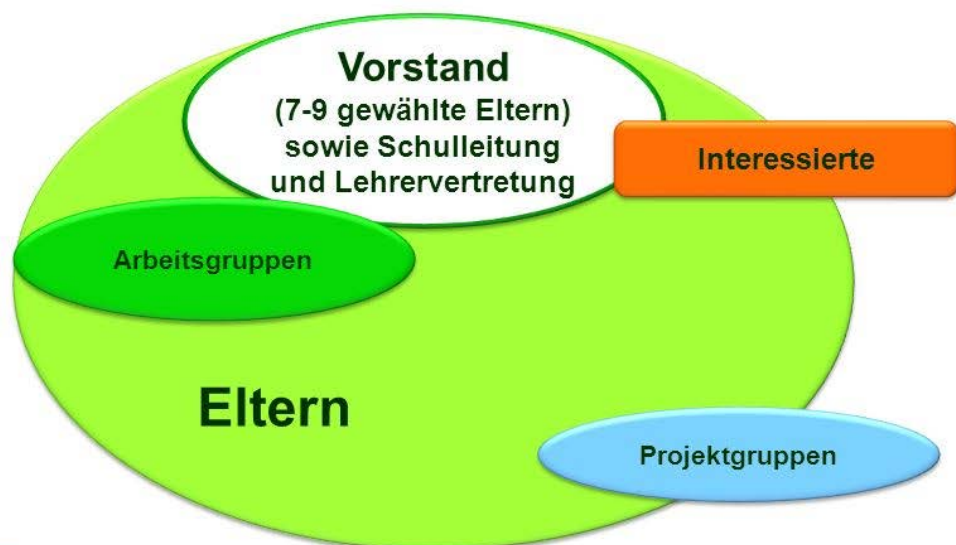 Vorstand
(7-9 gewählte Eltern)
sowie Schulleitung
und Lehrervertretung
Interessierte
Arbeitsgruppen
Eltern
Projektgruppen